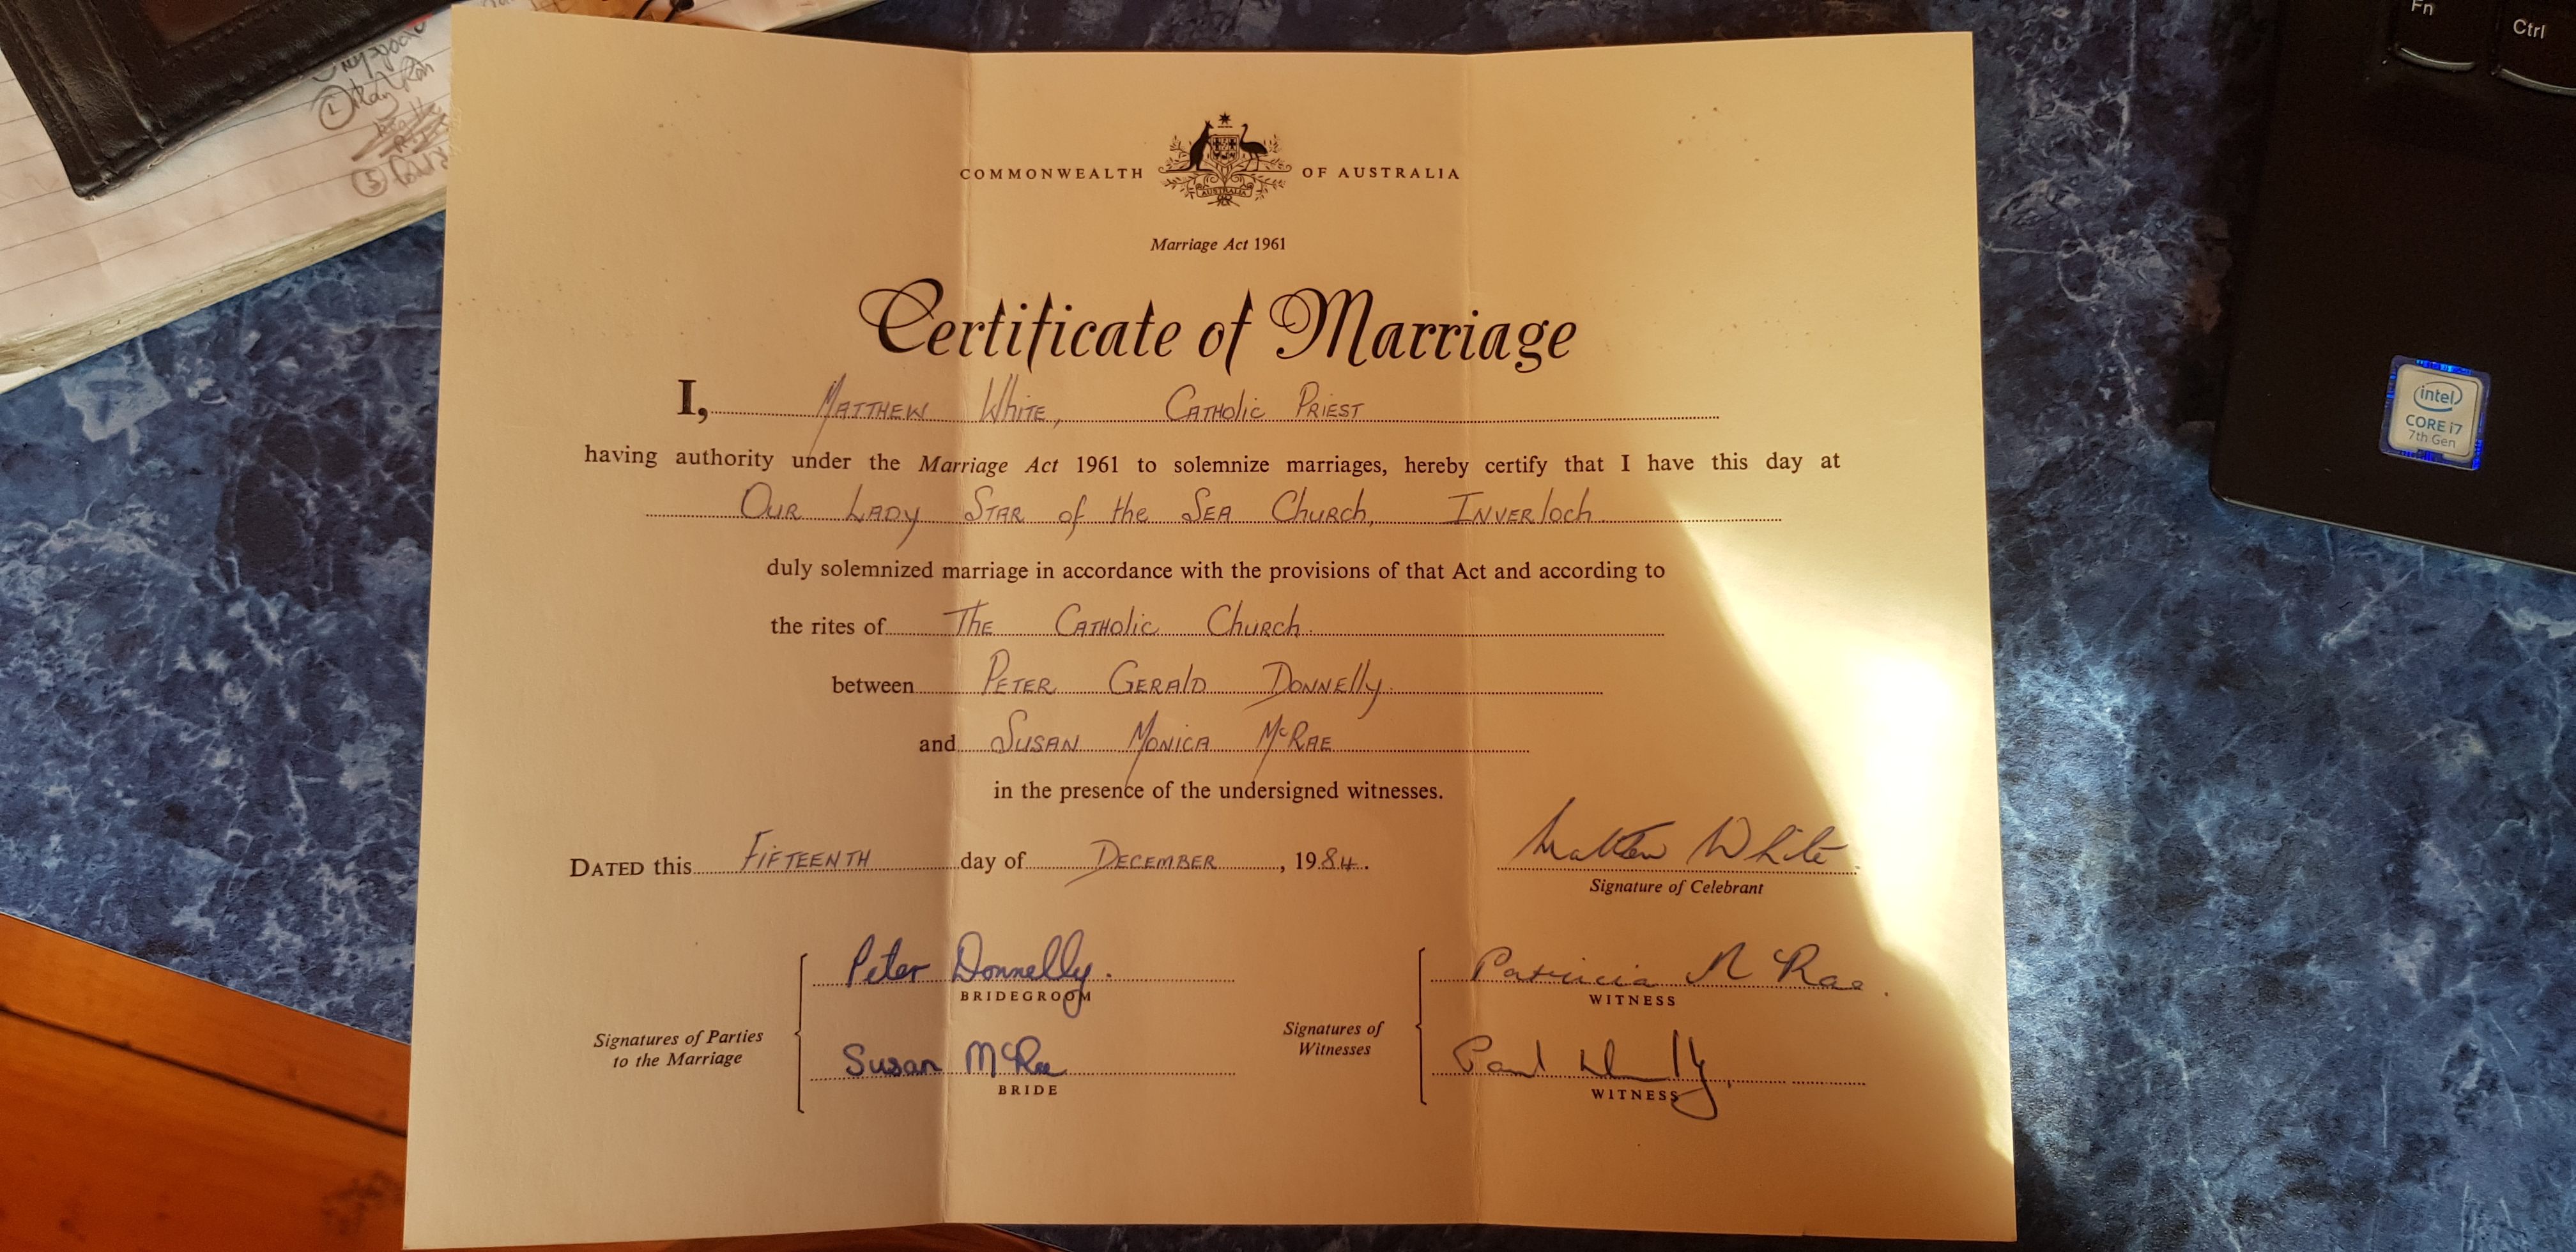 COMMONWEALTH OF AUSTRALIA
AUSTRALIA
Marriage Act 1961
Certificate of Marriage
I, MATTHEW WHITE, CATHOLIC PRIEST
having authority under the Marriage Act 1961 to solemnize marriages, hereby certify that I have this day at
OUR LADY STAR of the SEA CHURCH, INVERLOCH
duly solemnized marriage in accordance with the provisions of that Act and according to
the rites of The CATHOLIC CHURCH
between PETER GERALD DONNELLY
and SUSAN MONICA McRAE
in the presence of the undersigned witnesses.
DATED this FIFTEENTH day of DECEMBER, 1984.
Matthew White
Signature of Celebrant
Signatures of Parties to the Marriage
Peter Donnelly.
BRIDEGROOM
Susan McRae
BRIDE
Signatures of Witnesses
Patricia McRae.
WITNESS
Paul
WITNESS
intel
CORE i7
7th Gen
Fn
Ctrl